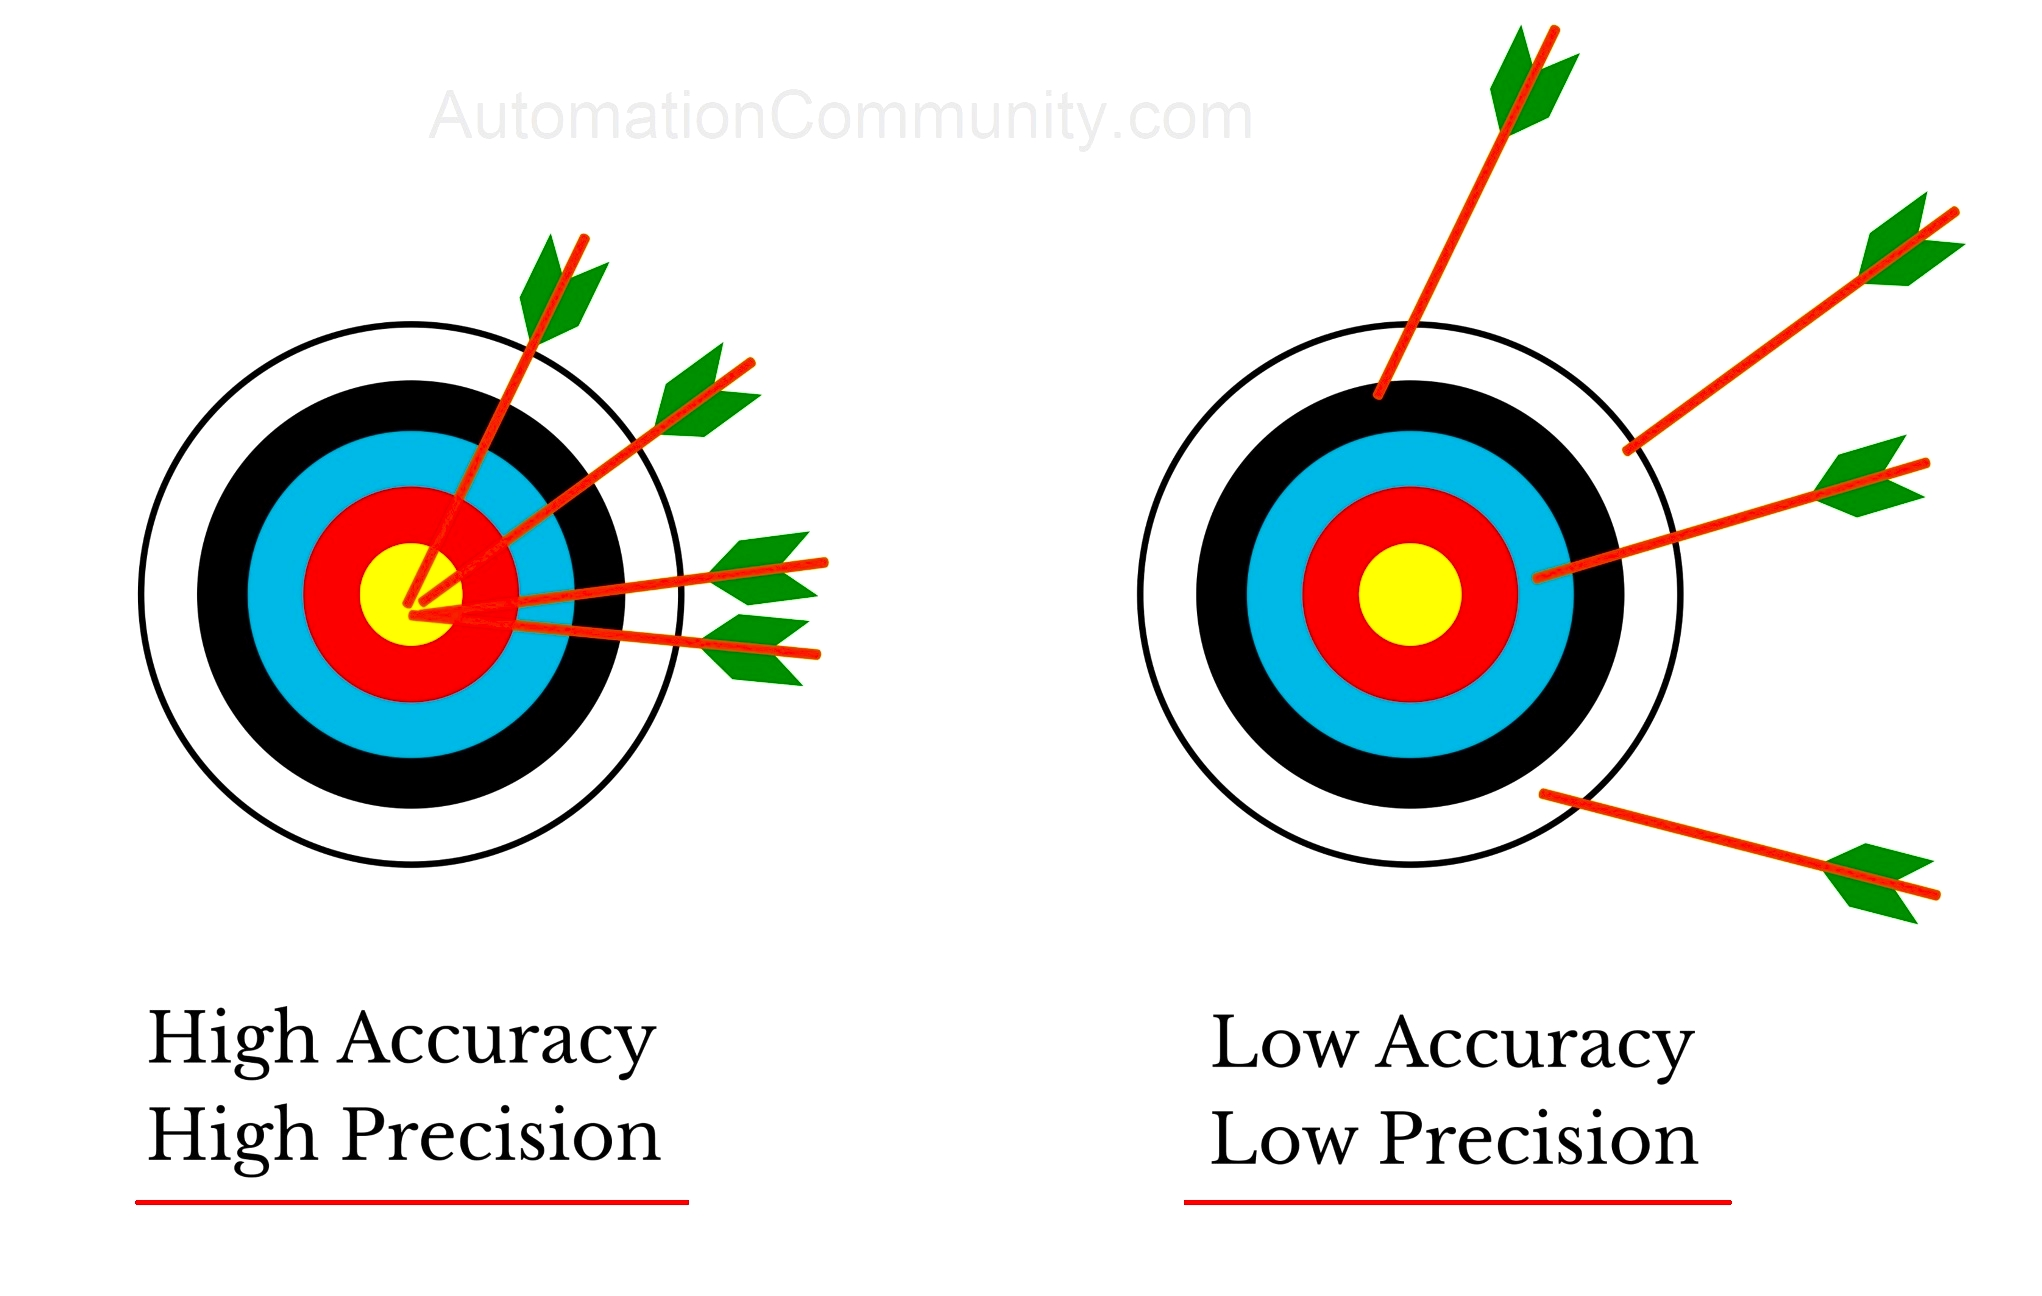 AutomationCommunity.com
High Accuracy
High Precision
Low Accuracy
Low Precision